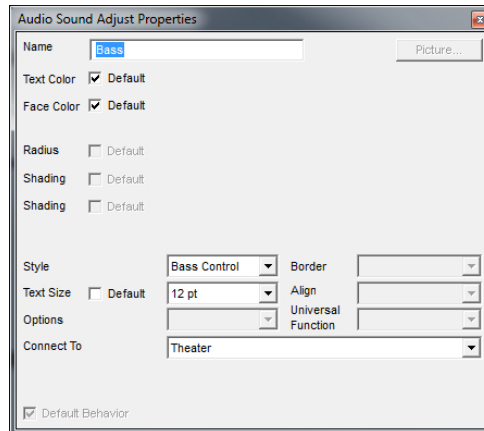 Audio Sound Adjust Properties
Name Bass Picture...
Text Color Default
Face Color Default
Radius Default
Shading Default
Shading Default
Style Bass Control Border
Text Size Default 12 pt Align
Options Universal Function
Connect To Theater
Default Behavior